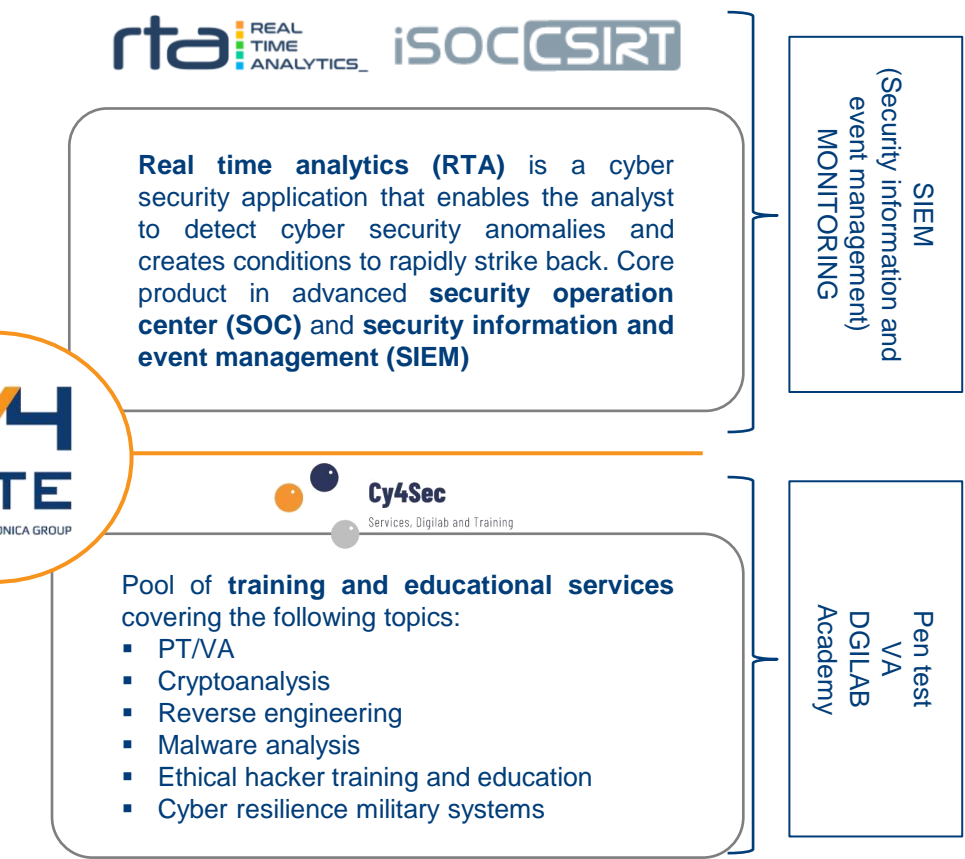 rta REAL
TIME
ANALYTICS_
iSOC CSIRT
Real time analytics (RTA) is a cyber
security application that enables the analyst
to detect cyber security anomalies and
creates conditions to rapidly strike back. Core
product in advanced security operation
center (SOC) and security information and
event management (SIEM)
SIEM
(Security information and
event management)
MONITORING
4
TE
ONICA GROUP
Cy4Sec
Services, Digilab and Training
Pool of training and educational services
covering the following topics:
▪ PT/VA
▪ Cryptoanalysis
▪ Reverse engineering
▪ Malware analysis
▪ Ethical hacker training and education
▪ Cyber resilience military systems
Pen test
VA
DGILAB
Academy